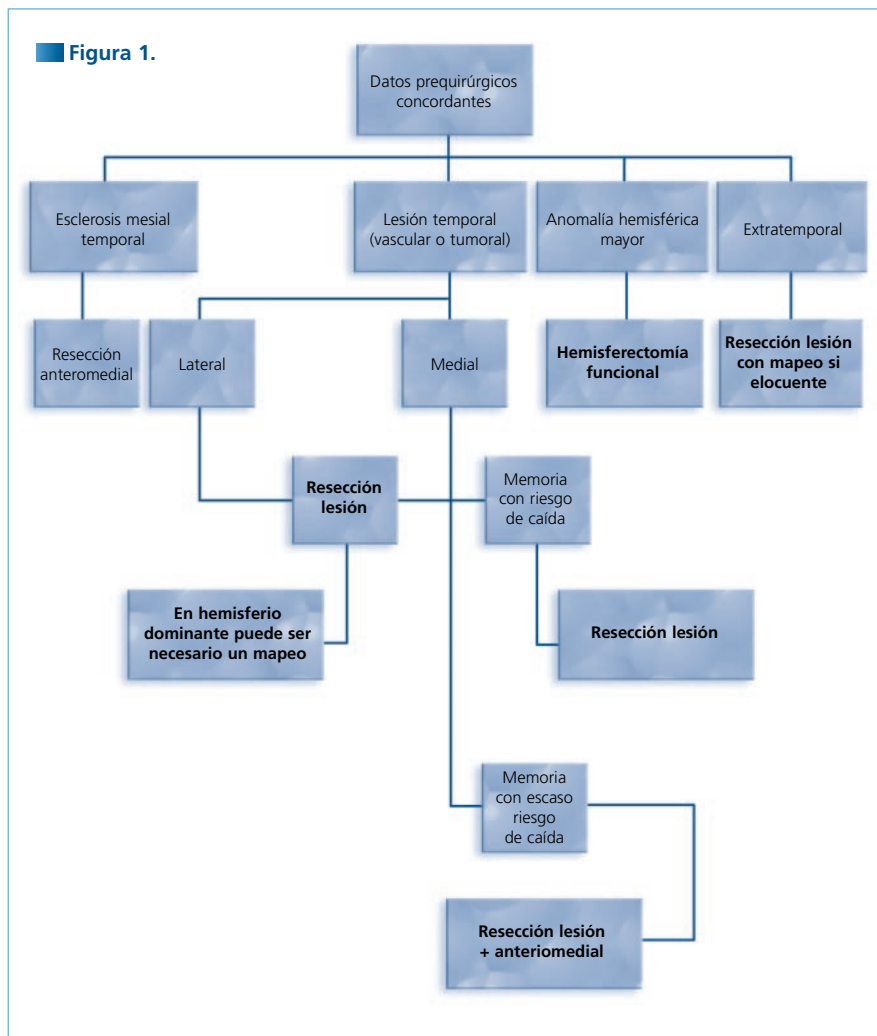 Figura 1.
Datos prequirúrgicos
concordantes
Esclerosis mesial
temporal
Lesión temporal
(vascular o tumoral)
Anomalía hemisférica
mayor
Extratemporal
Resección
anteromedial
Lateral
Medial
Hemisferectomía
funcional
Resección lesión
con mapeo si
elocuente
Resección
lesión
Memoria
con riesgo
de caída
En hemisferio
dominante puede ser
necesario un mapeo
Resección lesión
Memoria
con escaso
riesgo
de caída
Resección lesión
+ anteriomedial